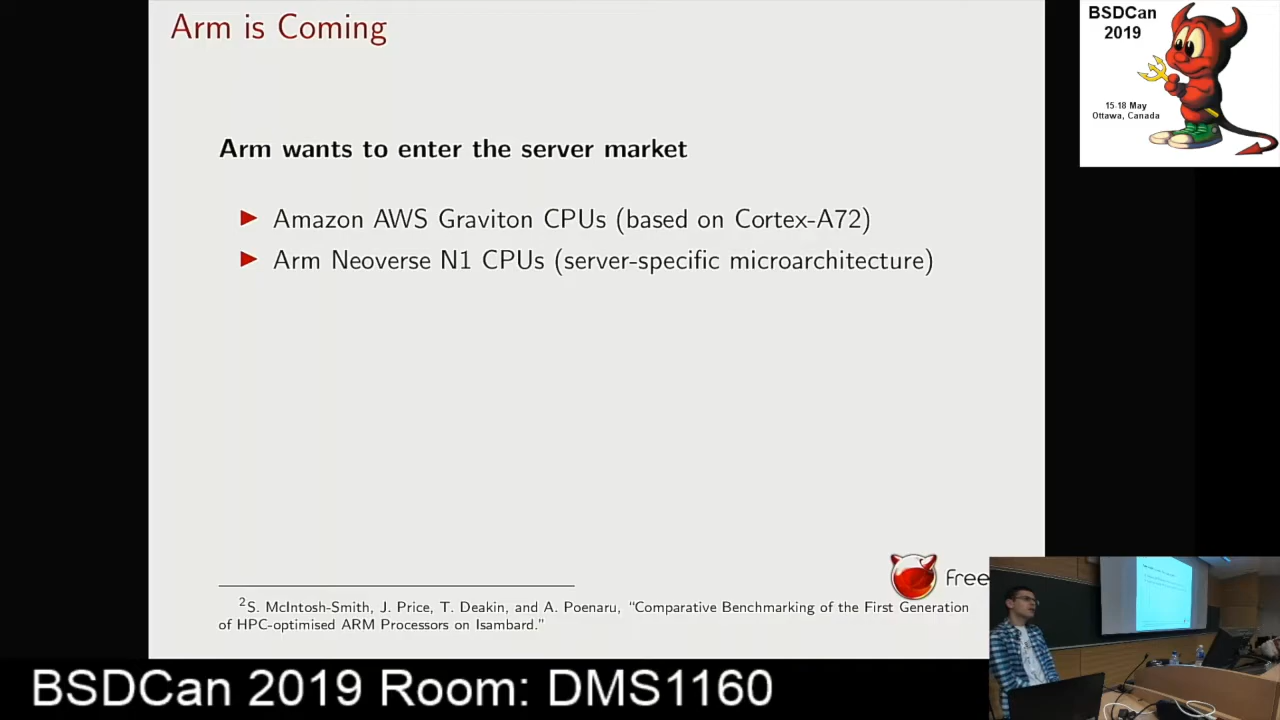 Arm is Coming
BSDCan
2019
15-18 May
Ottawa, Canada
Arm wants to enter the server market
Amazon AWS Graviton CPUs (based on Cortex-A72)
Arm Neoverse N1 CPUs (server-specific microarchitecture)
Free
2S. McIntosh-Smith, J. Price, T. Deakin, and A. Poenaru, “Comparative Benchmarking of the First Generation
of HPC-optimised ARM Processors on Isambard.”
BSDCan 2019 Room: DMS1160